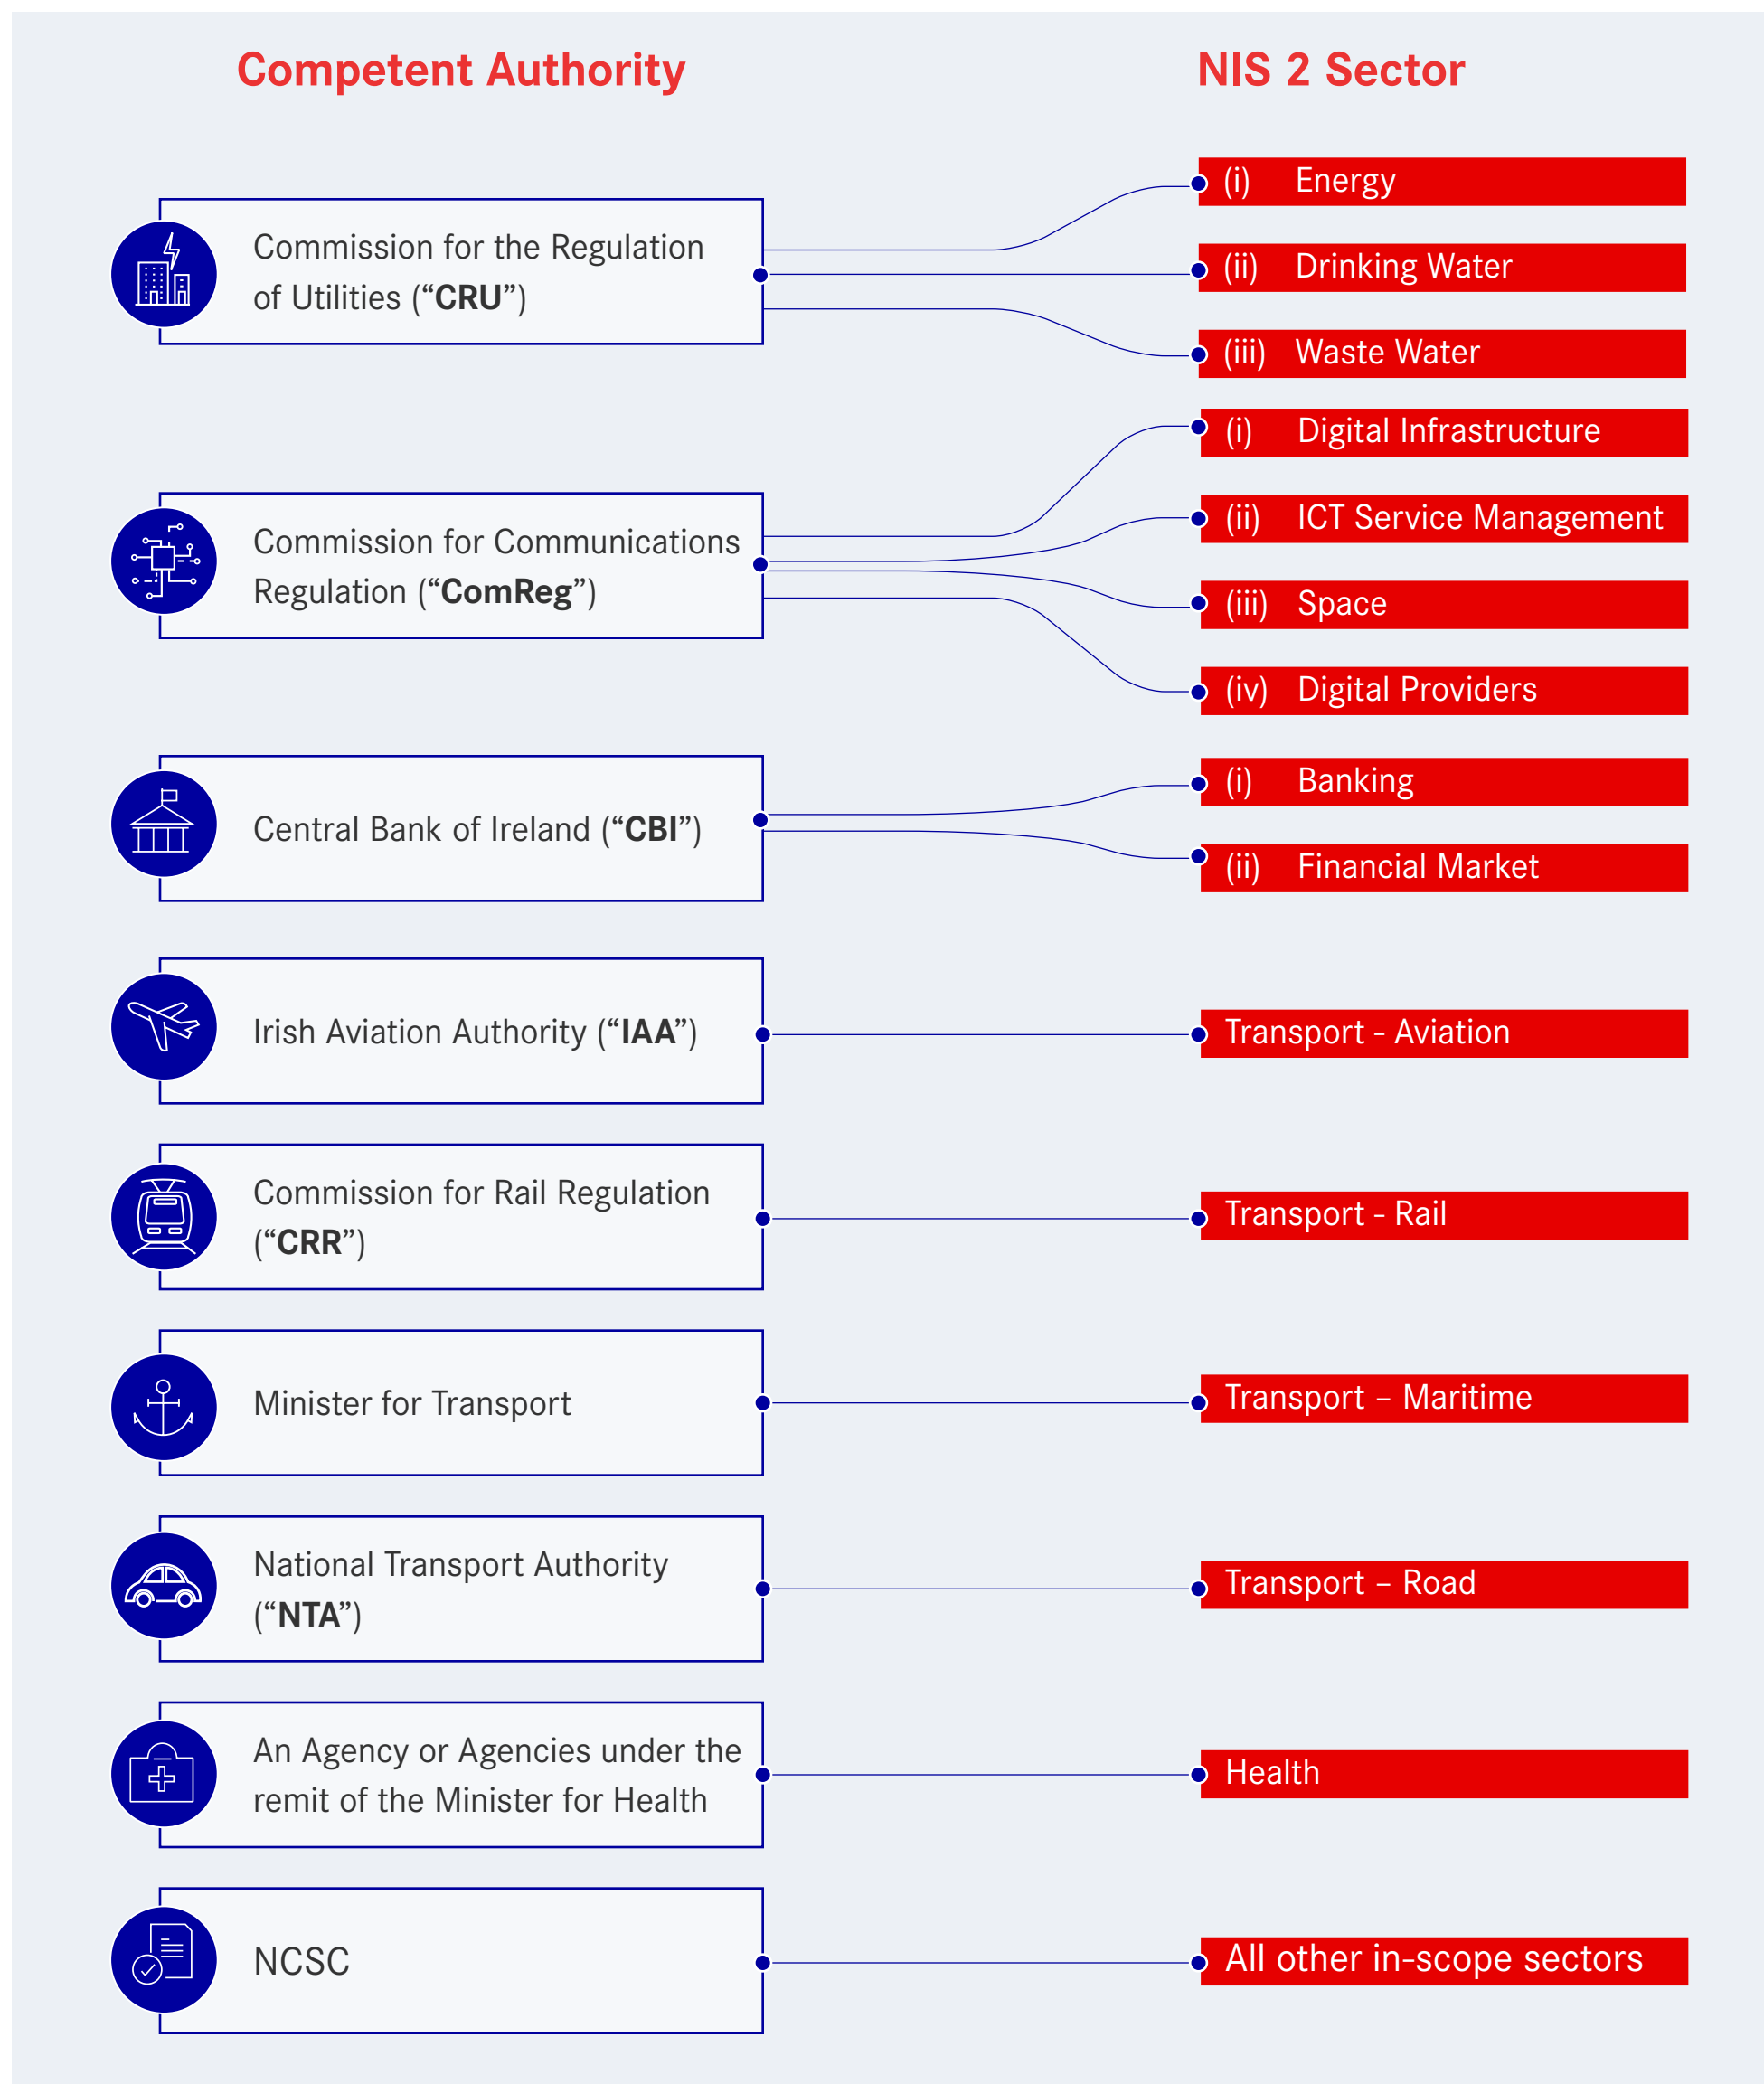 Competent Authority
NIS 2 Sector
Commission for the Regulation
of Utilities (“CRU”)
(i) Energy
(ii) Drinking Water
(iii) Waste Water
Commission for Communications
Regulation (“ComReg”)
(i) Digital Infrastructure
(ii) ICT Service Management
(iii) Space
(iv) Digital Providers
Central Bank of Ireland (“CBI”)
(i) Banking
(ii) Financial Market
Irish Aviation Authority (“IAA”)
Transport - Aviation
Commission for Rail Regulation
(“CRR”)
Transport - Rail
Minister for Transport
Transport – Maritime
National Transport Authority
(“NTA”)
Transport – Road
An Agency or Agencies under the
remit of the Minister for Health
Health
NCSC
All other in-scope sectors